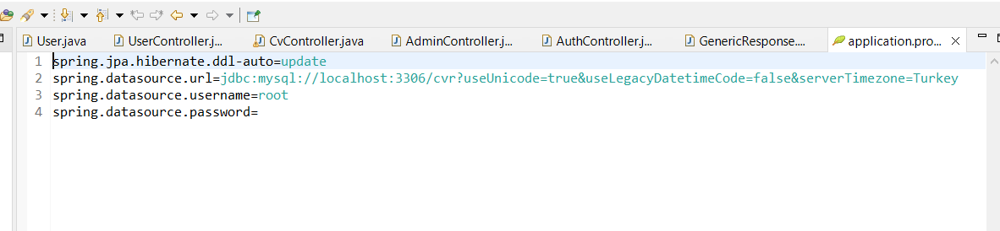 User.java UserController.j... CvController.java AdminController.j... AuthController.j... GenericResponse.... application.pro...
1 spring.jpa.hibernate.ddl-auto=update
2 spring.datasource.url=jdbc:mysql://localhost:3306/cvr?useUnicode=true&useLegacyDatetimeCode=false&serverTimezone=Turkey
3 spring.datasource.username=root
4 spring.datasource.password=